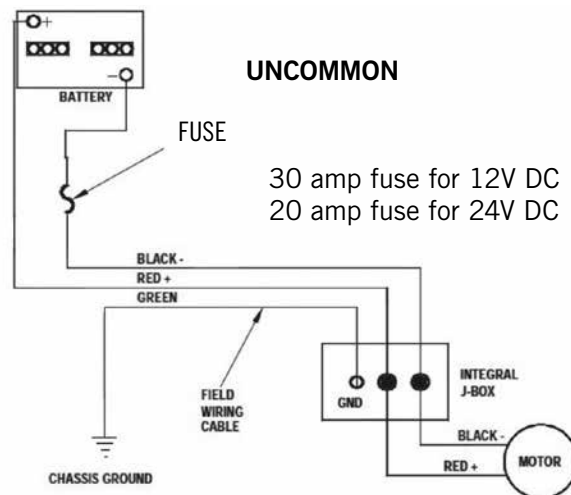 +
UNCOMMON
−
BATTERY
FUSE
30 amp fuse for 12V DC
20 amp fuse for 24V DC
BLACK -
RED +
GREEN
FIELD
WIRING
CABLE
GND
INTEGRAL
J-BOX
BLACK -
RED +
MOTOR
CHASSIS GROUND